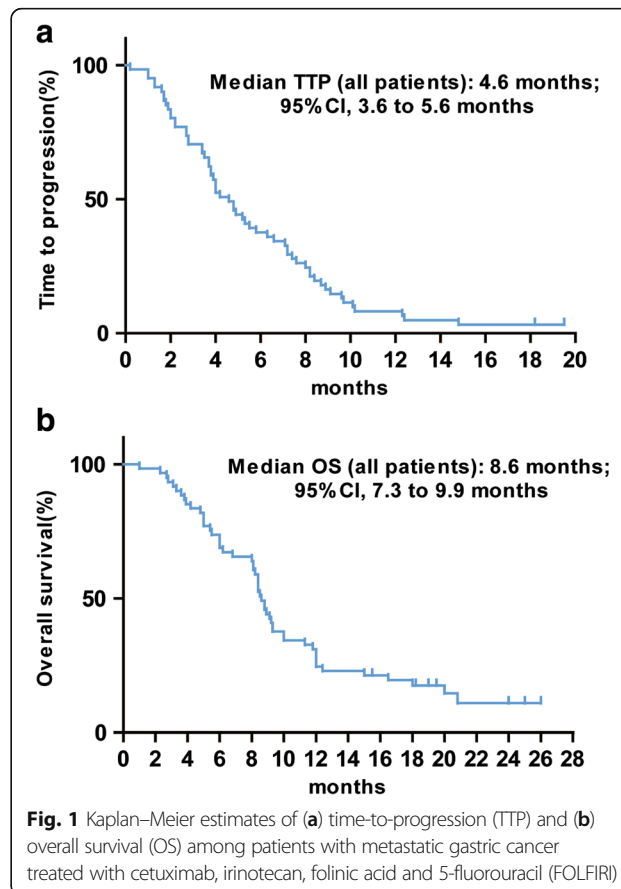 a
Median TTP (all patients): 4.6 months;
95%CI, 3.6 to 5.6 months
Time to progression(%)
100
50
0
0 2 4 6 8 10 12 14 16 18 20
months
b
Median OS (all patients): 8.6 months;
95%CI, 7.3 to 9.9 months
Overall survival(%)
100
50
0
0 2 4 6 8 10 12 14 16 18 20 22 24 26 28
months
Fig. 1 Kaplan–Meier estimates of (a) time-to-progression (TTP) and (b)
overall survival (OS) among patients with metastatic gastric cancer
treated with cetuximab, irinotecan, folinic acid and 5-fluorouracil (FOLFIRI)